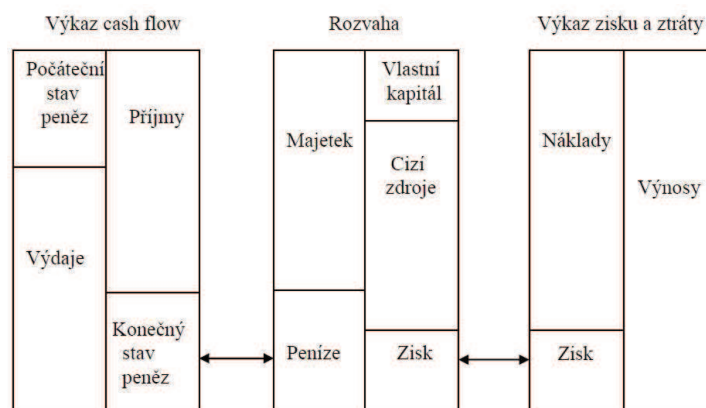 Výkaz cash flow
Rozvaha
Výkaz zisku a ztráty
Počáteční
stav
peněz
Příjmy
Výdaje
Konečný
stav
peněz
Majetek
Vlastní
kapitál
Cizí
zdroje
Peníze
Zisk
Náklady
Výnosy
Zisk